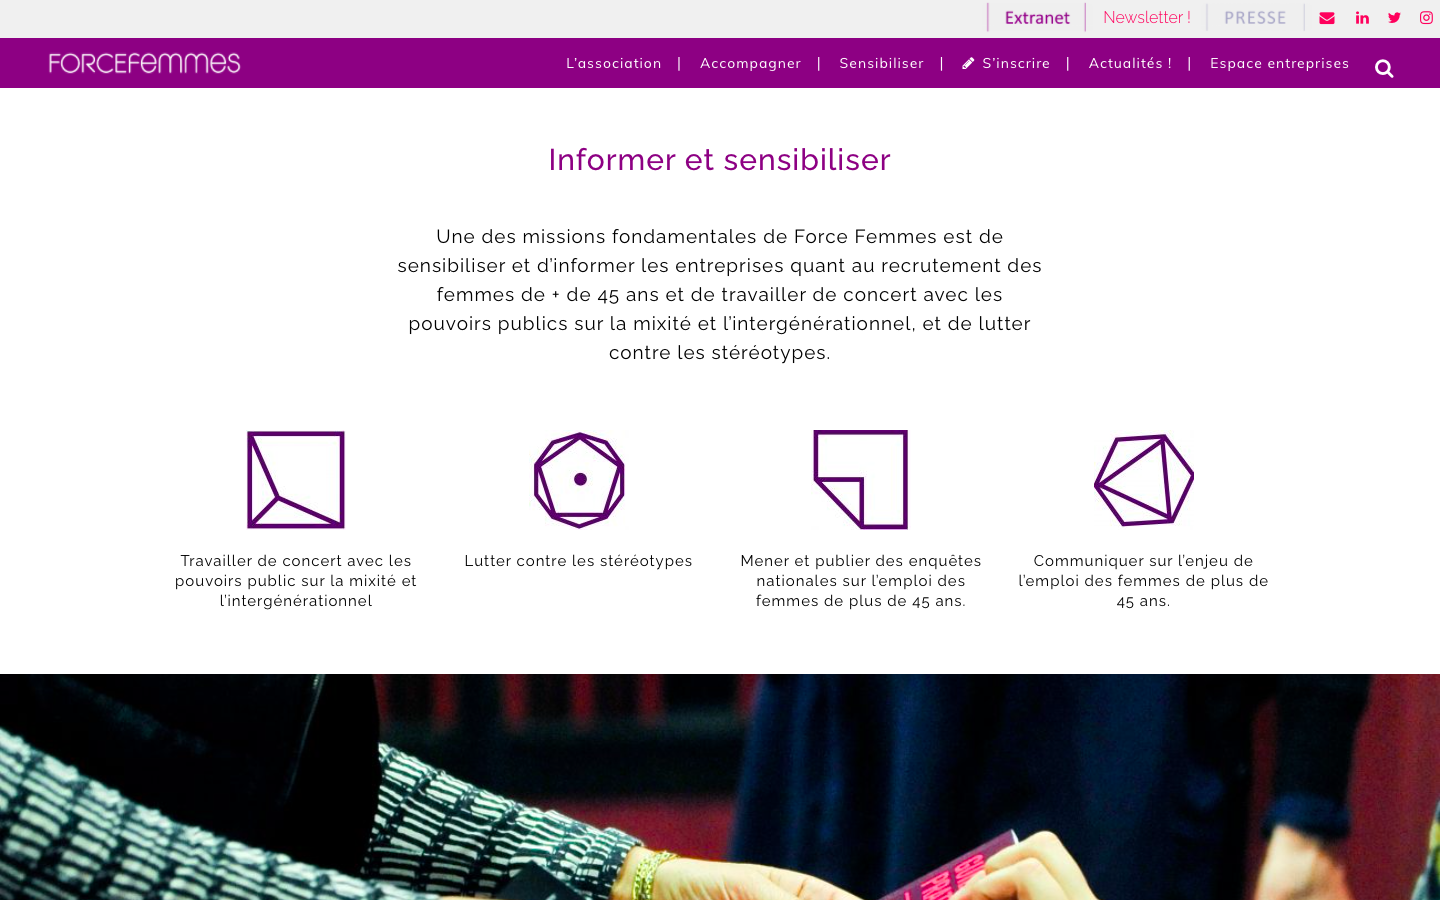 Extranet
Newsletter !
PRESSE
FORCEFEMMES
L'association | Accompagner | Sensibiliser | S'inscrire | Actualités ! | Espace entreprises
Informer et sensibiliser
Une des missions fondamentales de Force Femmes est de
sensibiliser et d'informer les entreprises quant au recrutement des
femmes de + de 45 ans et de travailler de concert avec les
pouvoirs publics sur la mixité et l'intergénérationnel, et de lutter
contre les stéréotypes.
Travailler de concert avec les
pouvoirs public sur la mixité et
l'intergénérationnel
Lutter contre les stéréotypes
Mener et publier des enquêtes
nationales sur l'emploi des
femmes de plus de 45 ans.
Communiquer sur l'enjeu de
l'emploi des femmes de plus de
45 ans.